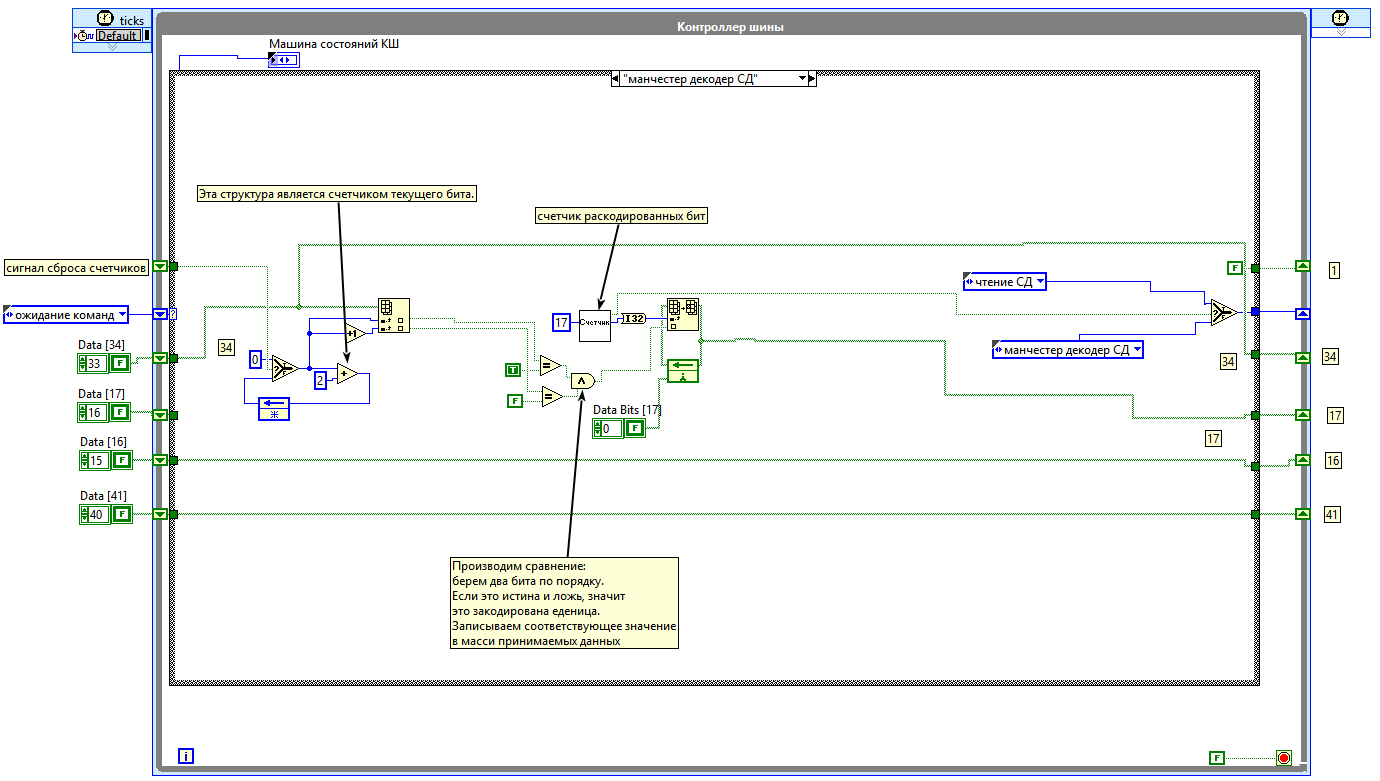 ticks
Default
Контроллер шины
Машина состояний КШ
"манчестер декодер СД"
Эта структура является счетчиком текущего бита.
счетчик раскодированных бит
сигнал сброса счетчиков
F
1
чтение СД
ожидание команд
?
17
Счетчик
I32
?
+1
манчестер декодер СД
Data [34]
33
F
34
0
?
2
+
=
T
34
34
Data [17]
16
F
F
=
Λ
Data Bits [17]
0
F
17
17
Data [16]
15
F
16
Data [41]
40
F
41
Производим сравнение:
берем два бита по порядку.
Если это истина и ложь, значит
это закодирована еденица.
Записываем соответствующее значение
в масси принимаемых данных
i
F